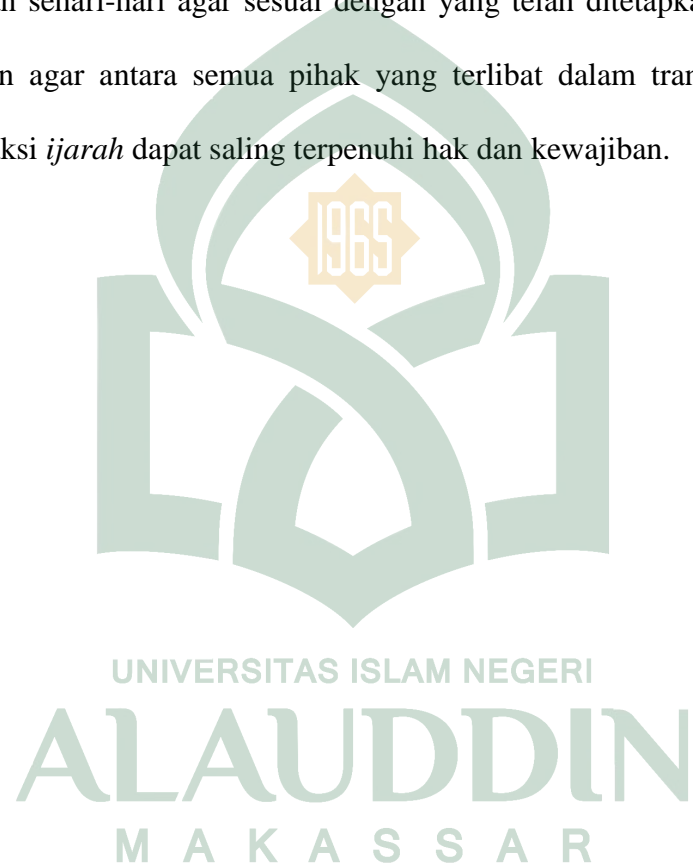 sehari-hari agar sesuai dengan yang telah ditetapka
agar antara semua pihak yang terlibat dalam tran
ksi ijarah dapat saling terpenuhi hak dan kewajiban.
1965
UNIVERSITAS ISLAM NEGERI
ALAUDDIN
MAKASSAR